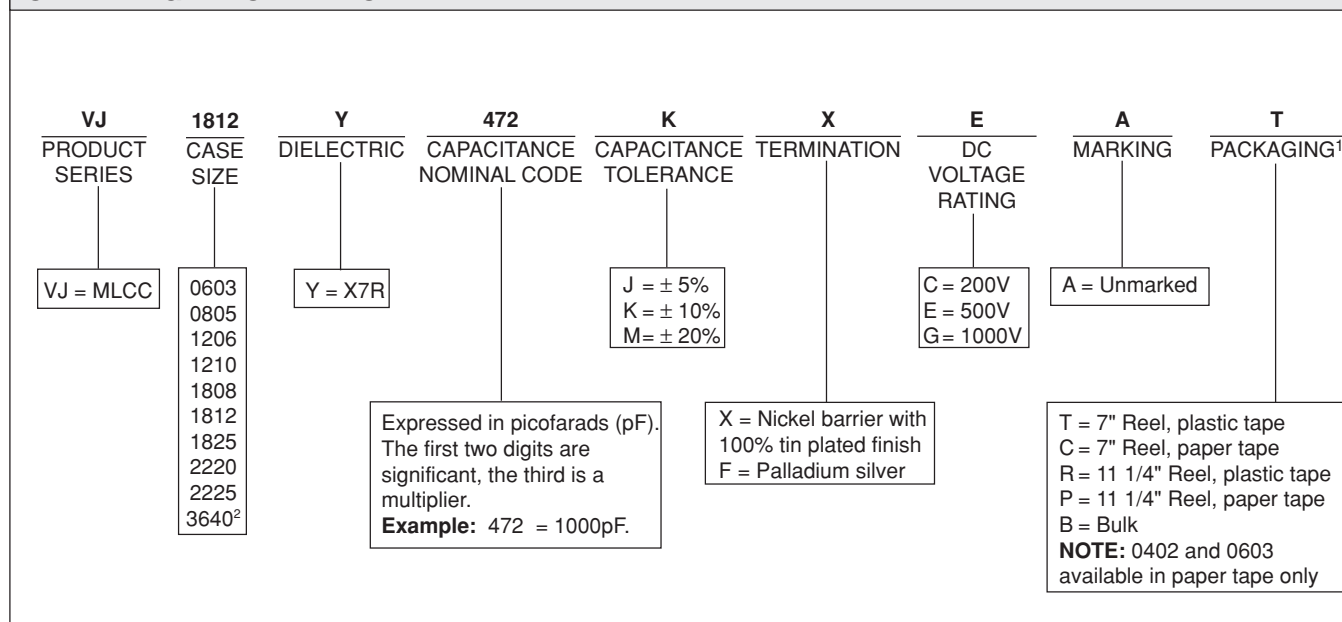 VJ 1812 Y 472 K X E A T
PRODUCT SERIES
CASE SIZE
DIELECTRIC
CAPACITANCE NOMINAL CODE
CAPACITANCE TOLERANCE
TERMINATION
DC VOLTAGE RATING
MARKING
PACKAGING¹
VJ = MLCC
0603
0805
1206
1210
1808
1812
1825
2220
2225
3640²
Y = X7R
Expressed in picofarads (pF).
The first two digits are
significant, the third is a
multiplier.
Example: 472 = 1000pF.
J = ± 5%
K = ± 10%
M= ± 20%
X = Nickel barrier with
100% tin plated finish
F = Palladium silver
C = 200V
E = 500V
G = 1000V
A = Unmarked
T = 7" Reel, plastic tape
C = 7" Reel, paper tape
R = 11 1/4" Reel, plastic tape
P = 11 1/4" Reel, paper tape
B = Bulk
NOTE: 0402 and 0603
available in paper tape only